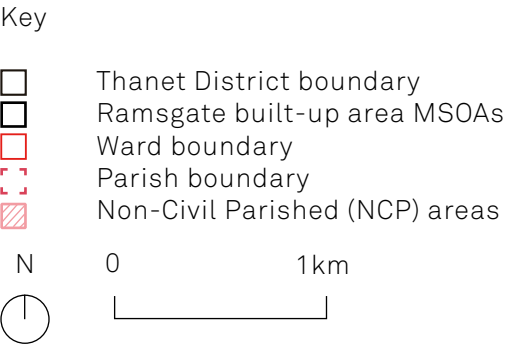 Key
Thanet District boundary
Ramsgate built-up area MSOAs
Ward boundary
Parish boundary
Non-Civil Parished (NCP) areas
N 0 1km